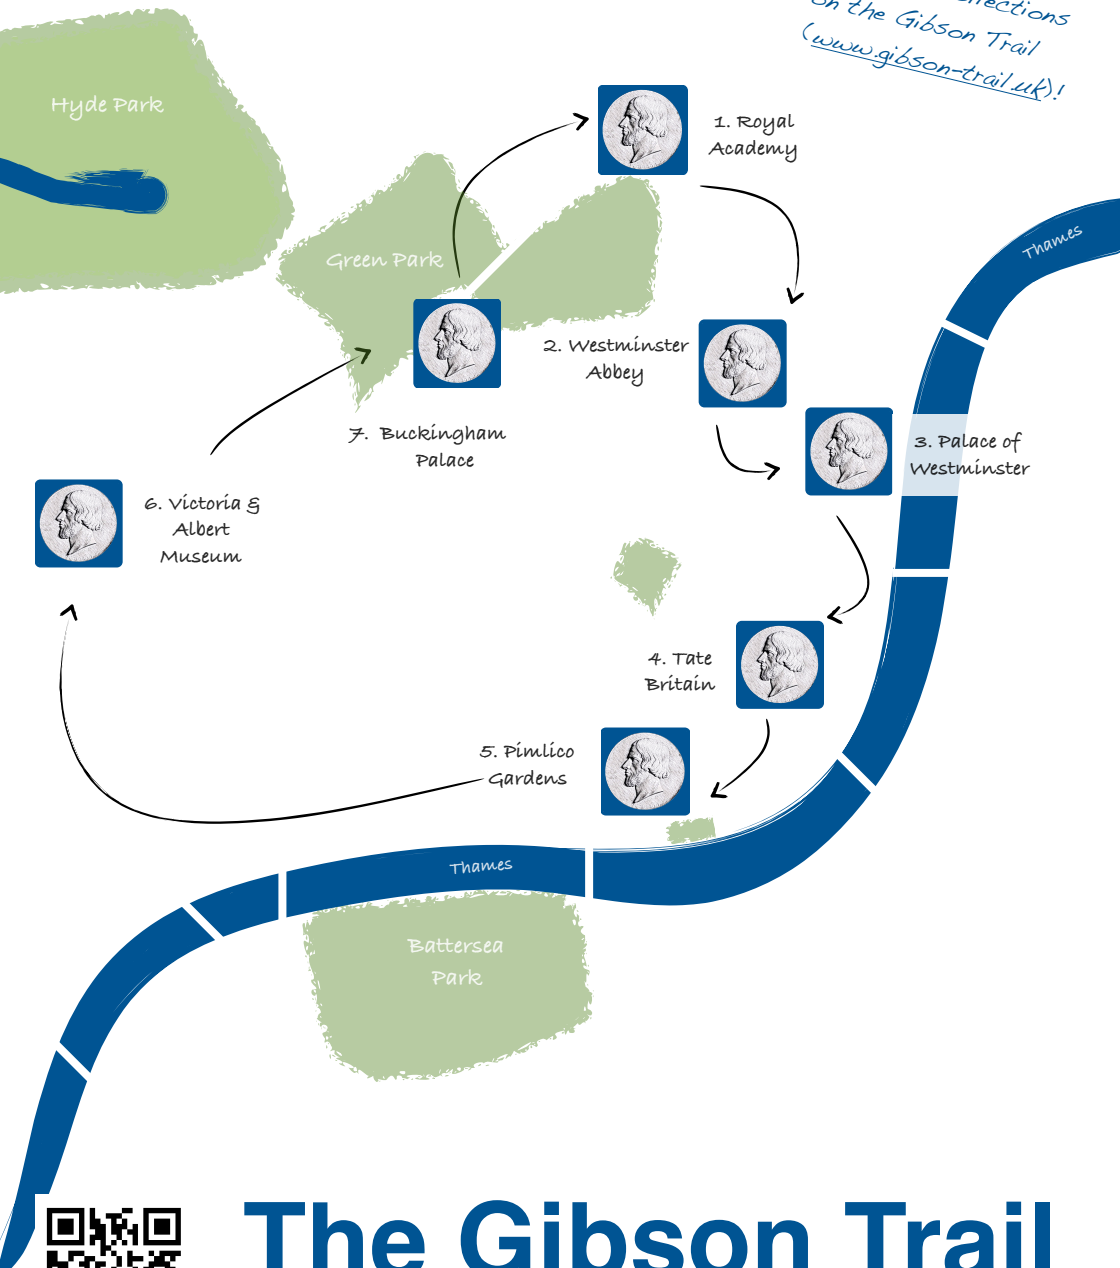 on the Gibson Trail
(www.gibson-trail.uk)!
Hyde Park
1. Royal
Academy
Thames
Green Park
2. Westminster
Abbey
7. Buckingham
Palace
3. Palace of
Westminster
6. Victoria &
Albert
Museum
4. Tate
Britain
5. Pimlico
Gardens
Thames
Battersea
Park
The Gibson Trail